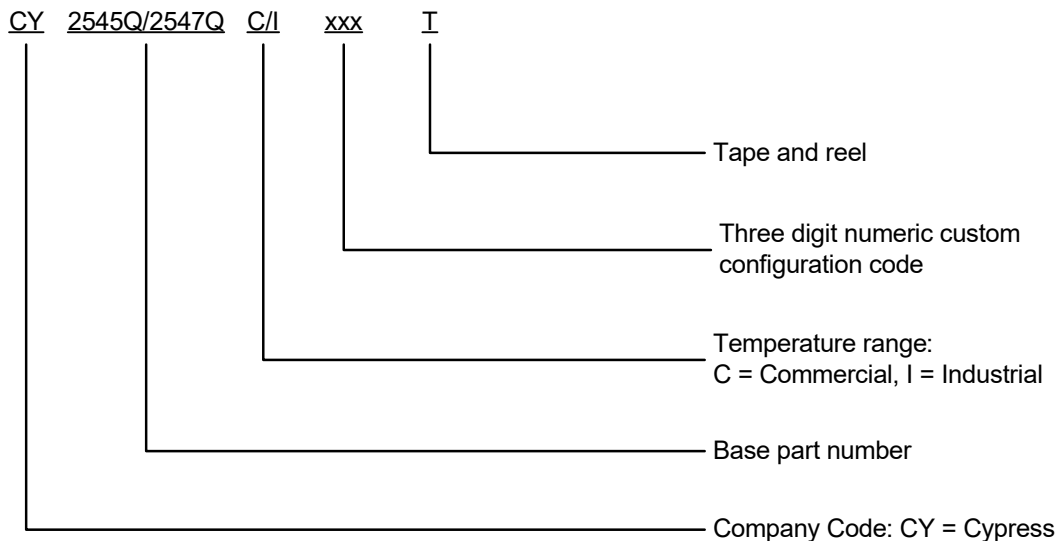 CY 2545Q/2547Q C/I xxx T
Tape and reel
Three digit numeric custom
configuration code
Temperature range:
C = Commercial, I = Industrial
Base part number
Company Code: CY = Cypress